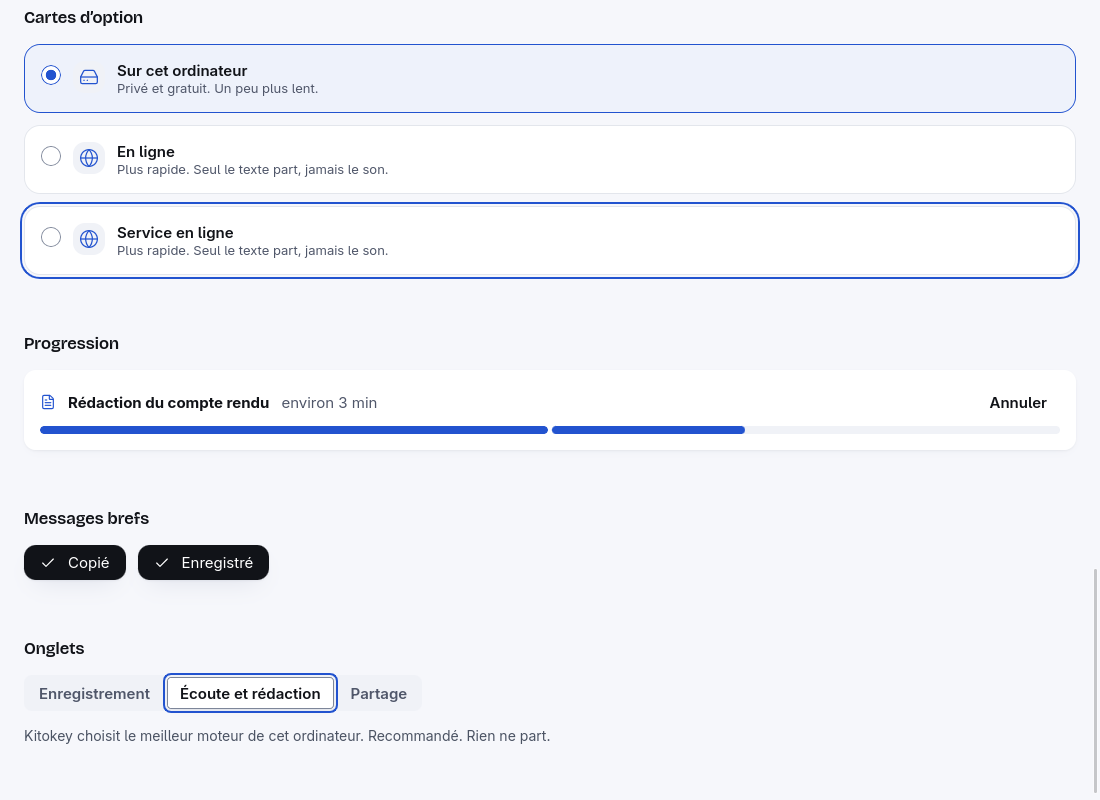 Cartes d’option
Sur cet ordinateur
Privé et gratuit. Un peu plus lent.
En ligne
Plus rapide. Seul le texte part, jamais le son.
Service en ligne
Plus rapide. Seul le texte part, jamais le son.
Progression
Rédaction du compte rendu environ 3 min Annuler
Messages brefs
Copié Enregistré
Onglets
Enregistrement Écoute et rédaction Partage
Kitokey choisit le meilleur moteur de cet ordinateur. Recommandé. Rien ne part.